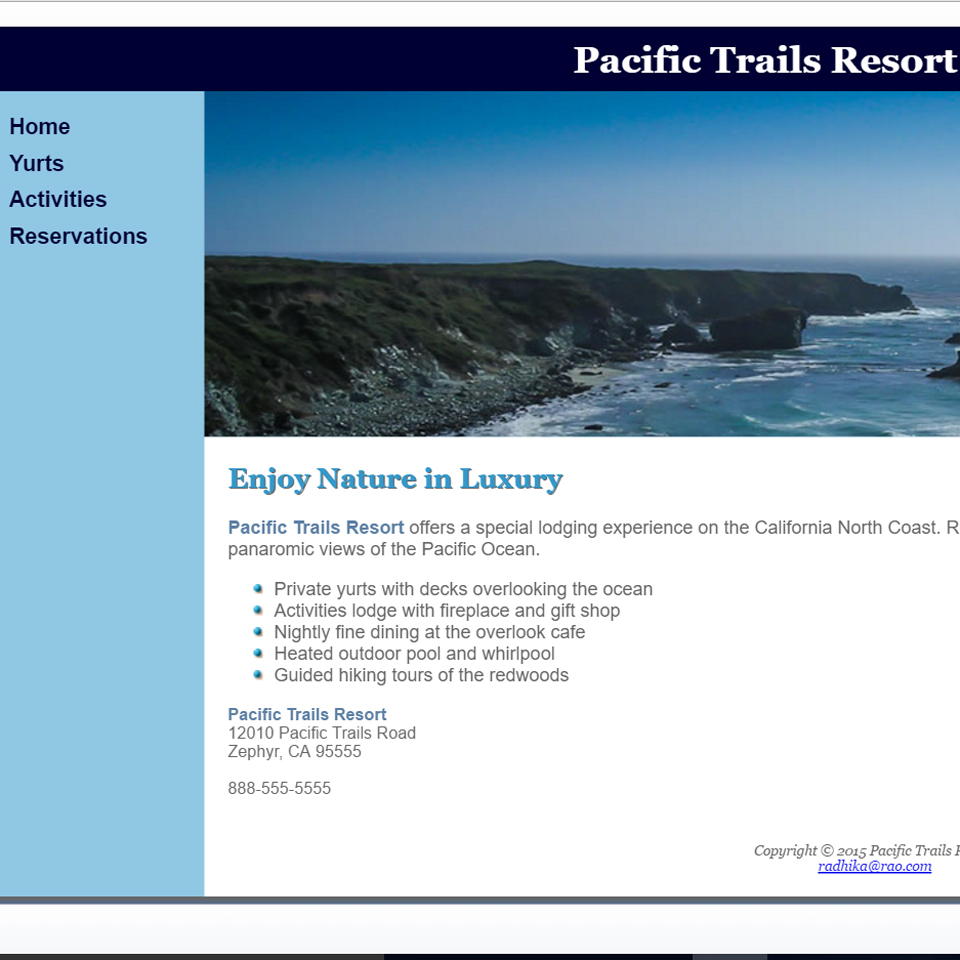 Pacific Trails Resort
Home
Yurts
Activities
Reservations
Enjoy Nature in Luxury
Pacific Trails Resort offers a special lodging experience on the California North Coast.
panaromic views of the Pacific Ocean.
Private yurts with decks overlooking the ocean
Activities lodge with fireplace and gift shop
Nightly fine dining at the overlook cafe
Heated outdoor pool and whirlpool
Guided hiking tours of the redwoods
Pacific Trails Resort
12010 Pacific Trails Road
Zephyr, CA 95555
888-555-5555
Copyright © 2015 Pacific Trails
radhika@rao.com